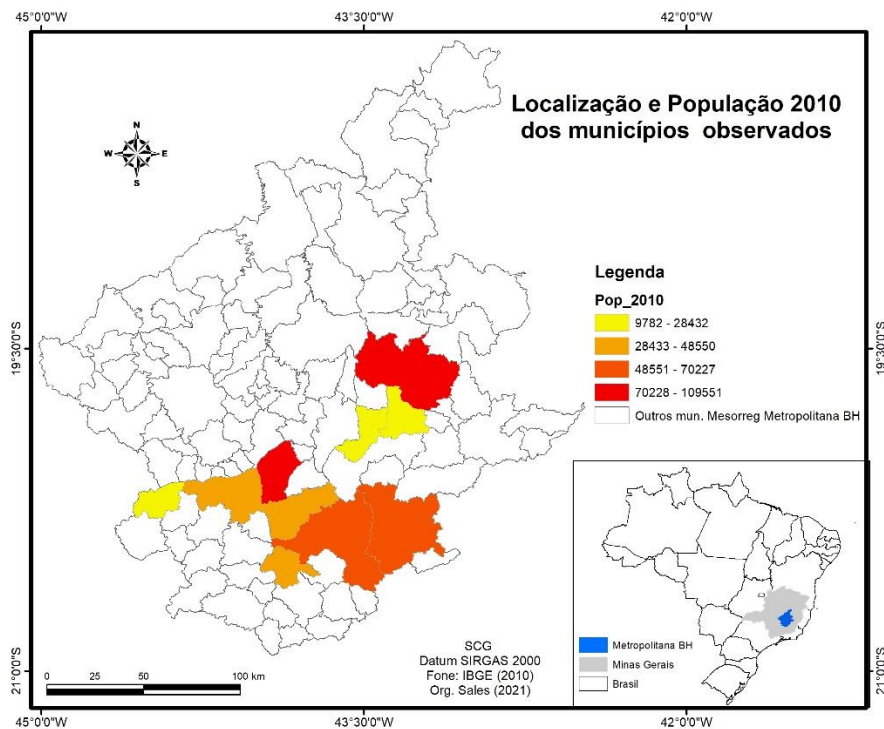 45°0'0"W
43°30'0"W
42°0'0"W
Localização e População 2010
dos municípios observados
N
W
E
S
Legenda
Pop_2010
9782 - 28432
28433 - 48550
48551 - 70227
70228 - 109551
Outros mun. Mesorreg Metropolitana BH
19°30'0"S
19°30'0"S
SCG
Datum SIRGAS 2000
Fone: IBGE (2010)
Org. Sales (2021)
0 25 50 100 km
Metropolitana BH
Minas Gerais
Brasil
21°0'0"S
21°0'0"S
45°0'0"W
43°30'0"W
42°0'0"W